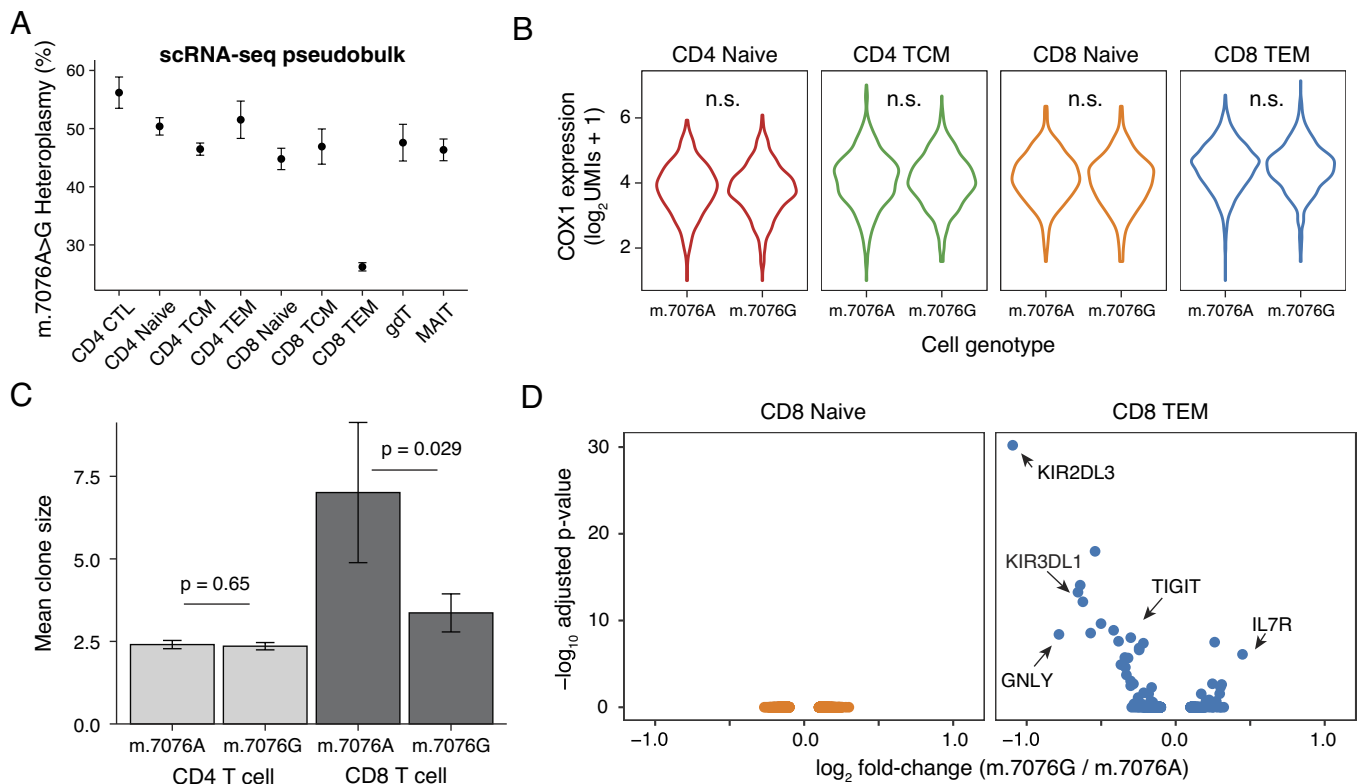 A
scRNA-seq pseudobulk
m.7076A>G Heteroplasmy (%)
60
50
40
30
CD4 CTL
CD4 Naive
CD4 TCM
CD4 TEM
CD8 Naive
CD8 TCM
CD8 TEM
gdT
MAIT
B
CD4 Naive
CD4 TCM
CD8 Naive
CD8 TEM
n.s.
n.s.
n.s.
n.s.
COX1 expression
(log₂UMIs + 1)
6
4
2
m.7076A
m.7076G
m.7076A
m.7076G
m.7076A
m.7076G
m.7076A
m.7076G
Cell genotype
C
Mean clone size
7.5
5.0
2.5
0.0
p = 0.65
p = 0.029
m.7076A
m.7076G
m.7076A
m.7076G
CD4 T cell
CD8 T cell
D
CD8 Naive
CD8 TEM
−log₁₀ adjusted p-value
30
20
10
0
KIR2DL3
KIR3DL1
TIGIT
IL7R
GNLY
−1.0
0.0
1.0
−1.0
0.0
1.0
log₂ fold-change (m.7076G / m.7076A)